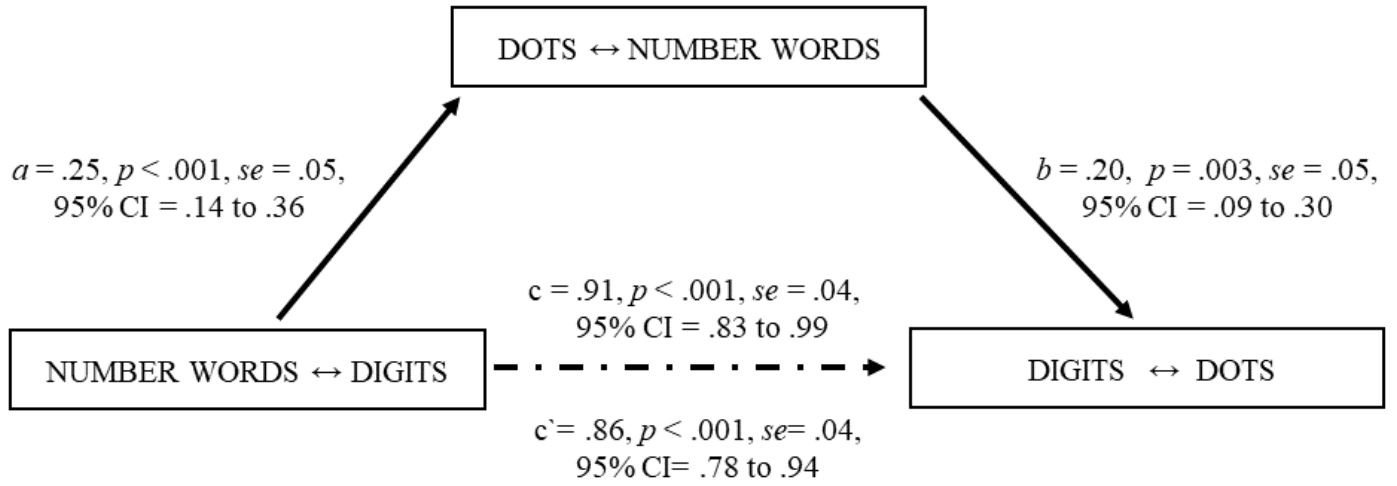 DOTS ↔ NUMBER WORDS
a = .25, p < .001, se = .05,
95% CI = .14 to .36
b = .20, p = .003, se = .05,
95% CI = .09 to .30
c = .91, p < .001, se = .04,
95% CI = .83 to .99
NUMBER WORDS ↔ DIGITS
DIGITS ↔ DOTS
c`= .86, p < .001, se= .04,
95% CI= .78 to .94